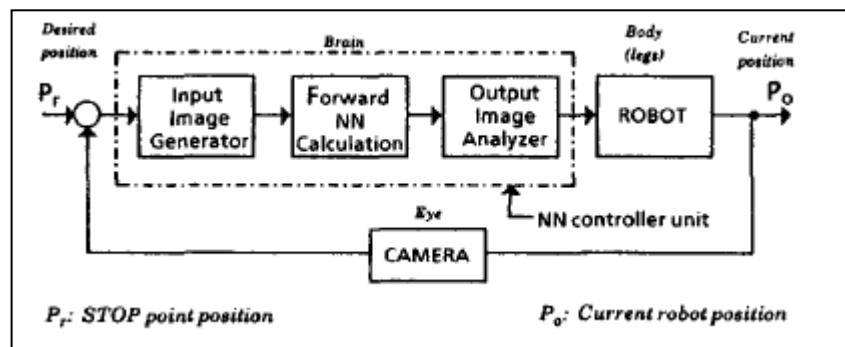 Desired
position
Brain
Body
(legs)
Current
position
Pr
Input
Image
Generator
Forward
NN
Calculation
Output
Image
Analyzer
ROBOT
Po
Eye
NN controller unit
CAMERA
Pr: STOP point position
Po: Current robot position